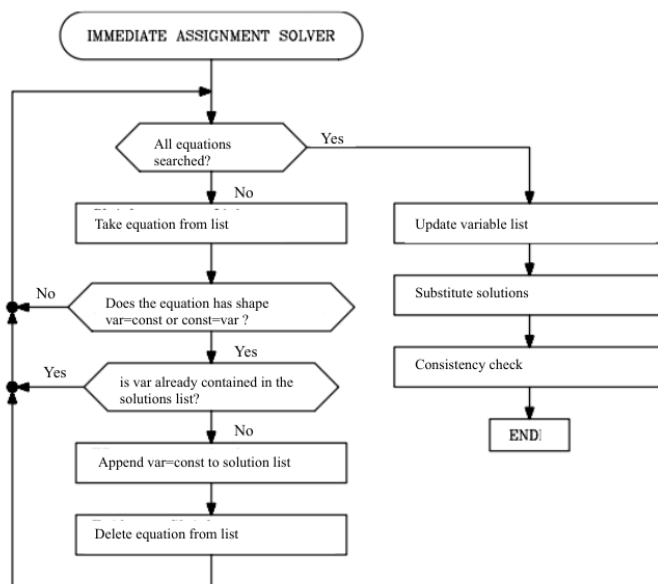 IMMEDIATE ASSIGNMENT SOLVER
All equations
searched?
Yes
No
Take equation from list
Update variable list
No
Does the equation has shape
var=const or const=var ?
Substitute solutions
Yes
Yes
is var already contained in the
solutions list?
Consistency check
No
END
Append var=const to solution list
Delete equation from list